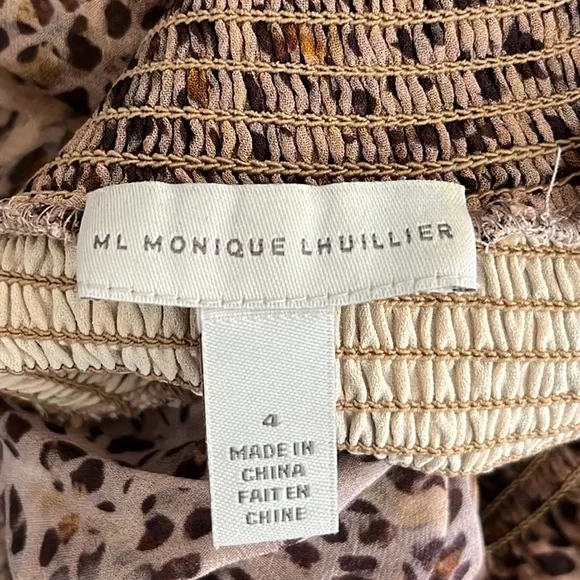 ML MONIQUE LHUILLIER
4
MADE IN
CHINA
FAIT EN
CHINE